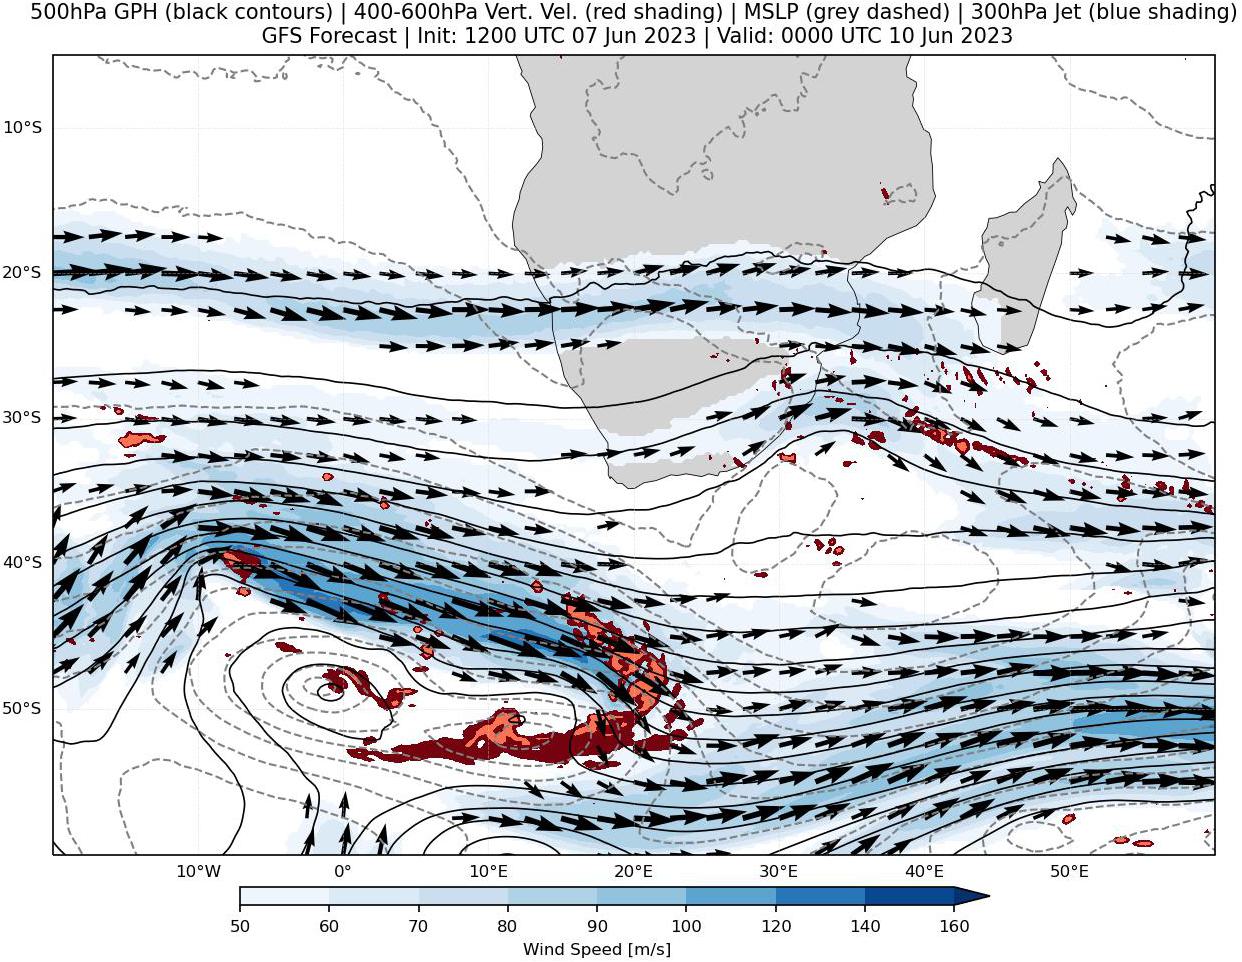 500hPa GPH (black contours) | 400-600hPa Vert. Vel. (red shading) | MSLP (grey dashed) | 300hPa Jet (blue shading)
GFS Forecast | Init: 1200 UTC 07 Jun 2023 | Valid: 0000 UTC 10 Jun 2023
10°S
20°S
30°S
40°S
50°S
10°W 0° 10°E 20°E 30°E 40°E 50°E
50 60 70 80 90 100 120 140 160
Wind Speed [m/s]